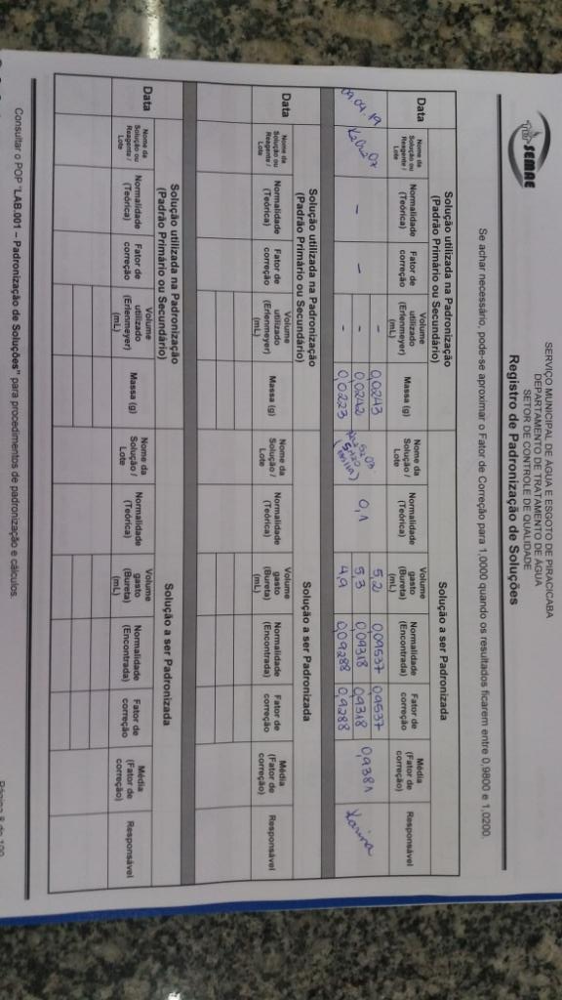 SEMAE
SERVIÇO MUNICIPAL DE ÁGUA E ESGOTO DE PIRACICABA
DEPARTAMENTO DE TRATAMENTO DE ÁGUA
SETOR DE CONTROLE DE QUALIDADE
Registro de Padronização de Soluções
Se achar necessário, pode-se aproximar o Fator de Correção para 1,0000 quando os resultados ficarem entre 0,9800 e 1,0200.
Solução utilizada na Padronização (Padrão Primário ou Secundário) Solução a ser Padronizada
Data Nome da Solução ou Reagente / Lote Normalidade (Teórica) Fator de correção Volume utilizado (Erlenmeyer) (mL) Massa (g) Nome da Solução / Lote Normalidade (Teórica) Volume gasto (Bureta) (mL) Normalidade (Encontrada) Fator de correção Média (Fator de correção) Responsável
- 0,0243 5,2 0,09537 0,9537
09.04.19 K2Cr2O7 - - - 0,0242 0,1 5,3 0,09318 0,9318 0,9381 Karina
- 0,0223 4,9 0,09288 0,9288
Solução utilizada na Padronização (Padrão Primário ou Secundário) Solução a ser Padronizada
Data Nome da Solução ou Reagente / Lote Normalidade (Teórica) Fator de correção Volume utilizado (Erlenmeyer) (mL) Massa (g) Nome da Solução / Lote Normalidade (Teórica) Volume gasto (Bureta) (mL) Normalidade (Encontrada) Fator de correção Média (Fator de correção) Responsável
Solução utilizada na Padronização (Padrão Primário ou Secundário) Solução a ser Padronizada
Data Nome da Solução ou Reagente / Lote Normalidade (Teórica) Fator de correção Volume utilizado (Erlenmeyer) (mL) Massa (g) Nome da Solução / Lote Normalidade (Teórica) Volume gasto (Bureta) (mL) Normalidade (Encontrada) Fator de correção Média (Fator de correção) Responsável
Consultar o POP "LAB.001 – Padronização de Soluções" para procedimentos de padronização e cálculos.
Página 8 de 100